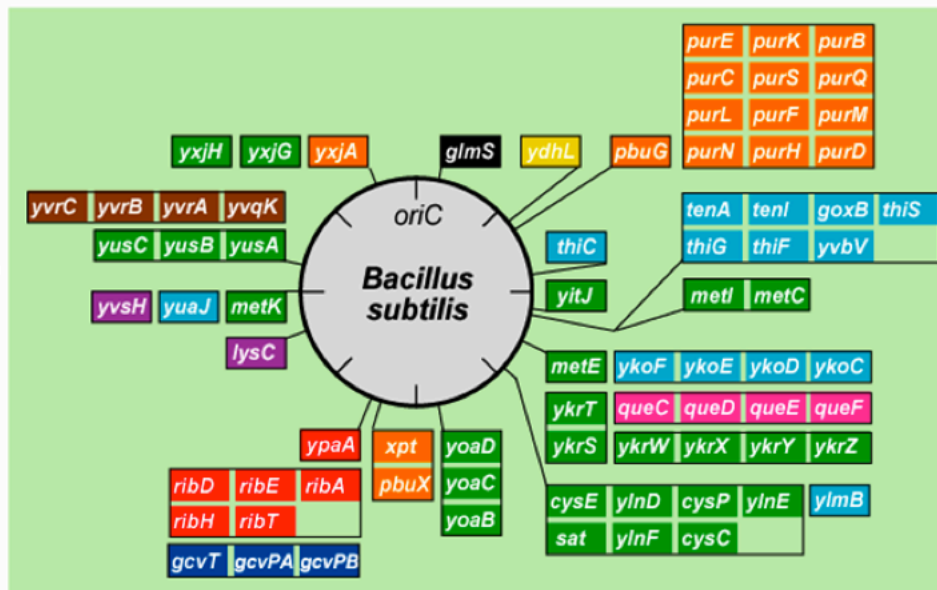 purE purK purB
purC purS purQ
purL purF purM
purN purH purD
yxjH yxjG yxjA glmS ydhL pbuG
yvrC yvrB yvrA yvqK
oriC
tenA tenI goxB thiS
yusC yusB yusA
thiC
thiG thiF yvbV
Bacillus
subtilis
yvsH yuaJ metK
yitJ
metI metC
lysC
metE ykoF ykoE ykoD ykoC
ykrT queC queD queE queF
ykrS ykrW ykrX ykrY ykrZ
ypaA xpt yoaD
pbuX yoaC
yoaB
ribD ribE ribA
ribH ribT
cysE ylnD cysP ylnE ylmB
sat ylnF cysC
gcvT gcvPA gcvPB